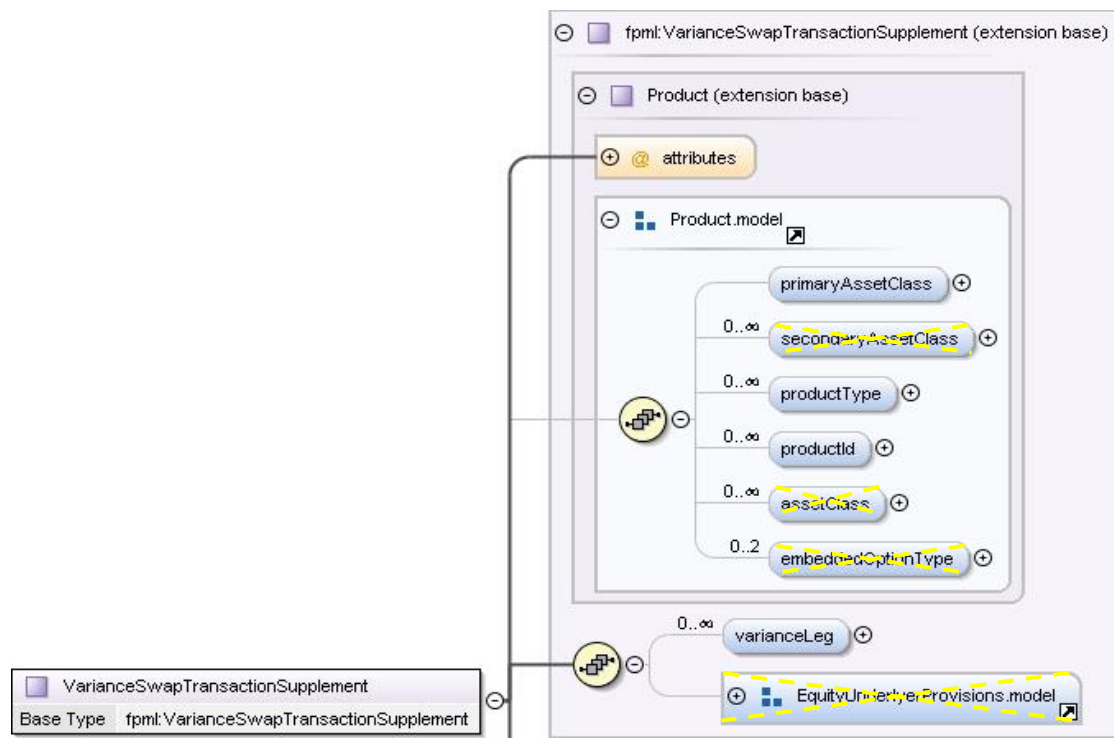 fpml:VarianceSwapTransactionSupplement (extension base)
Product (extension base)
@ attributes
Product.model
primaryAssetClass
0..∞
secondaryAssetClass
0..∞
productType
0..∞
productId
0..∞
assetClass
0..2
embeddedOptionType
0..∞
varianceLeg
EquityUnderlyerProvisions.model
VarianceSwapTransactionSupplement
Base Type fpml:VarianceSwapTransactionSupplement